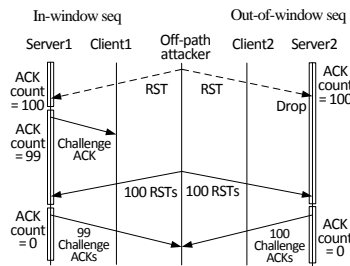 In-window seq
Out-of-window seq
Server1
Client1
Off-path
attacker
Client2
Server2
ACK
count
= 100
RST
RST
Drop
ACK
count
= 100
ACK
count
= 99
Challenge
ACK
100 RSTs
100 RSTs
ACK
count
=0
99
Challenge
ACKs
100
Challenge
ACKs
ACK
count
=0